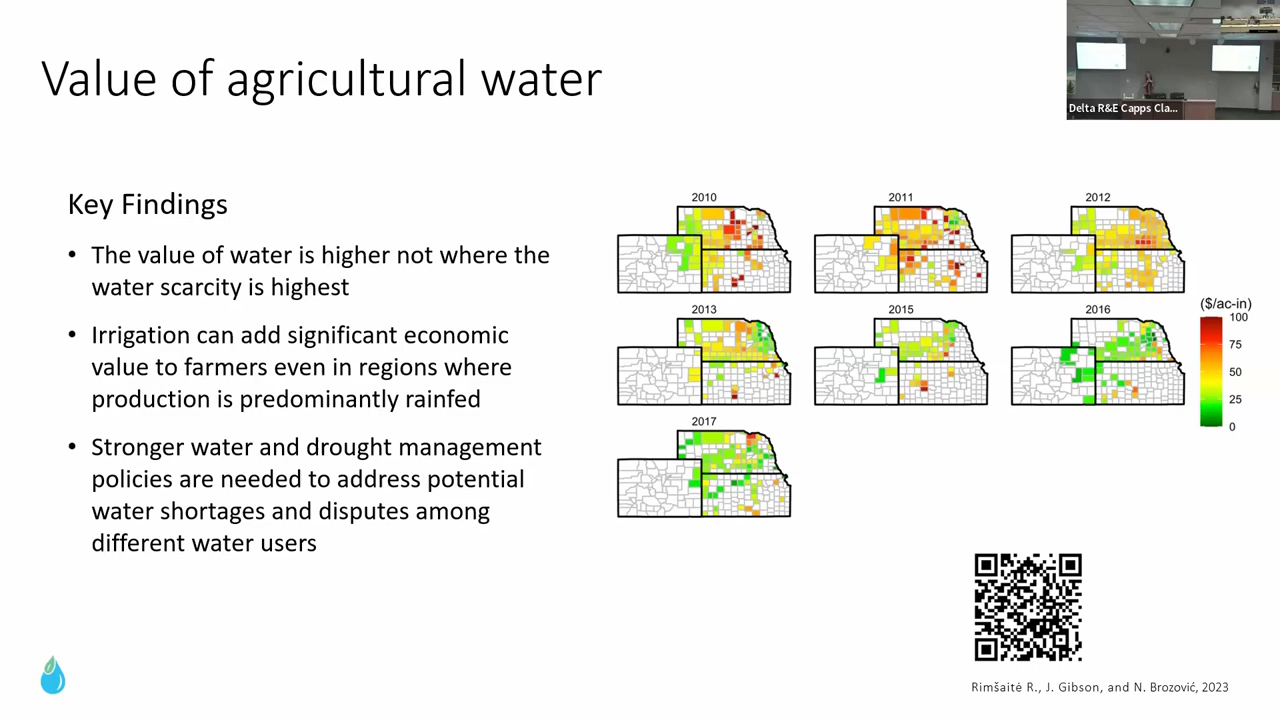 Value of agricultural water
Delta R&E Capps Cla...
Key Findings
• The value of water is higher not where the
water scarcity is highest
• Irrigation can add significant economic
value to farmers even in regions where
production is predominantly rainfed
• Stronger water and drought management
policies are needed to address potential
water shortages and disputes among
different water users
2010
2011
2012
2013
2015
2016
2017
($/ac-in)
100
75
50
25
0
Rimšaitė R., J. Gibson, and N. Brozović, 2023